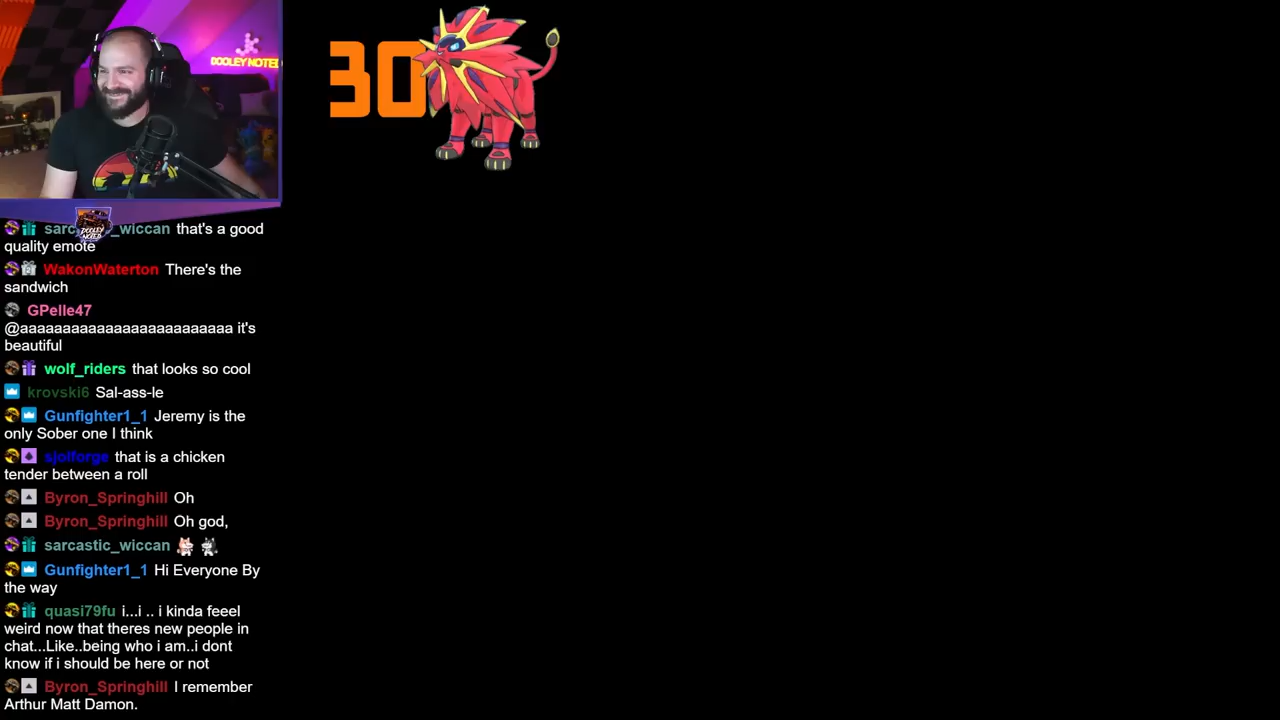 DOOLEY NOTED
30
DOOLEY
NOTED
sarc _wiccan that's a good
quality emote
WakonWaterton There's the
sandwich
GPelle47
@aaaaaaaaaaaaaaaaaaaaaaaaa it's
beautiful
wolf_riders that looks so cool
krovski6 Sal-ass-le
Gunfighter1_1 Jeremy is the
only Sober one I think
sjolforge that is a chicken
tender between a roll
Byron_Springhill Oh
Byron_Springhill Oh god,
sarcastic_wiccan
Gunfighter1_1 Hi Everyone By
the way
quasi79fu i...i .. i kinda feeel
weird now that theres new people in
chat...Like..being who i am..i dont
know if i should be here or not
Byron_Springhill I remember
Arthur Matt Damon.